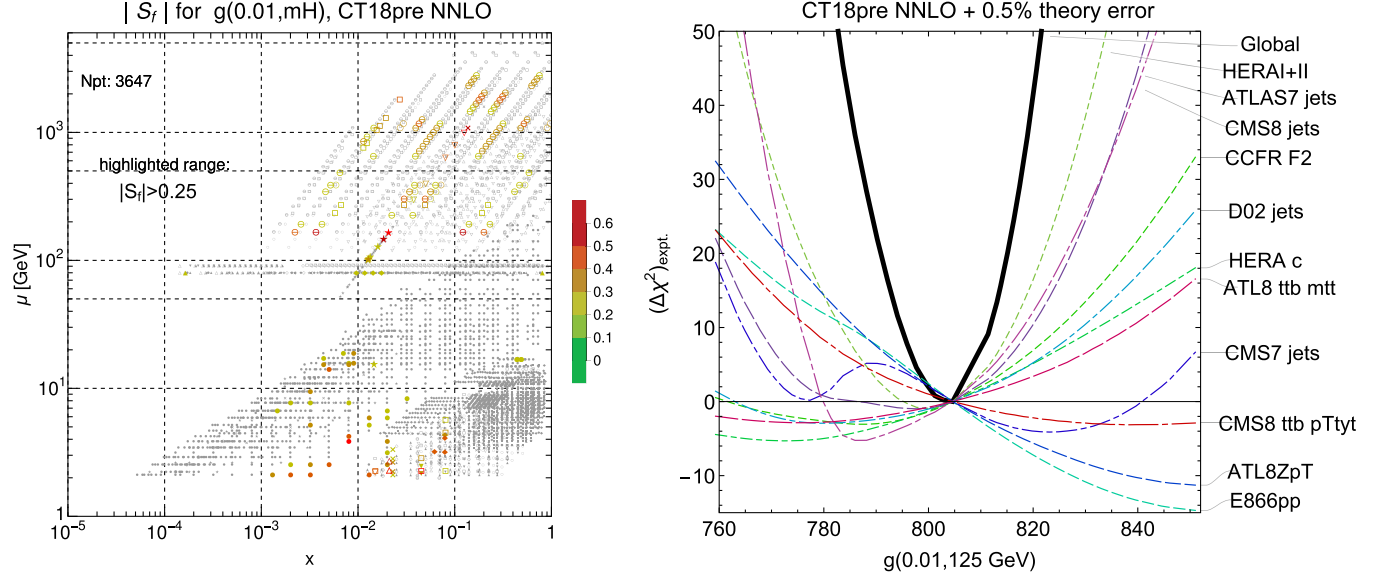 | S_f | for g(0.01,mH), CT18pre NNLO
Npt: 3647
highlighted range:
|S_f|>0.25
μ [GeV]
10^3
10^2
10^1
1
10^-5
10^-4
10^-3
10^-2
10^-1
1
x
0.6
0.5
0.4
0.3
0.2
0.1
0
CT18pre NNLO + 0.5% theory error
(Δχ^2)_expt.
50
40
30
20
10
0
−10
760
780
800
820
840
g(0.01,125 GeV)
Global
HERAI+II
ATLAS7 jets
CMS8 jets
CCFR F2
D02 jets
HERA c
ATL8 ttb mtt
CMS7 jets
CMS8 ttb pTtyt
ATL8ZpT
E866pp